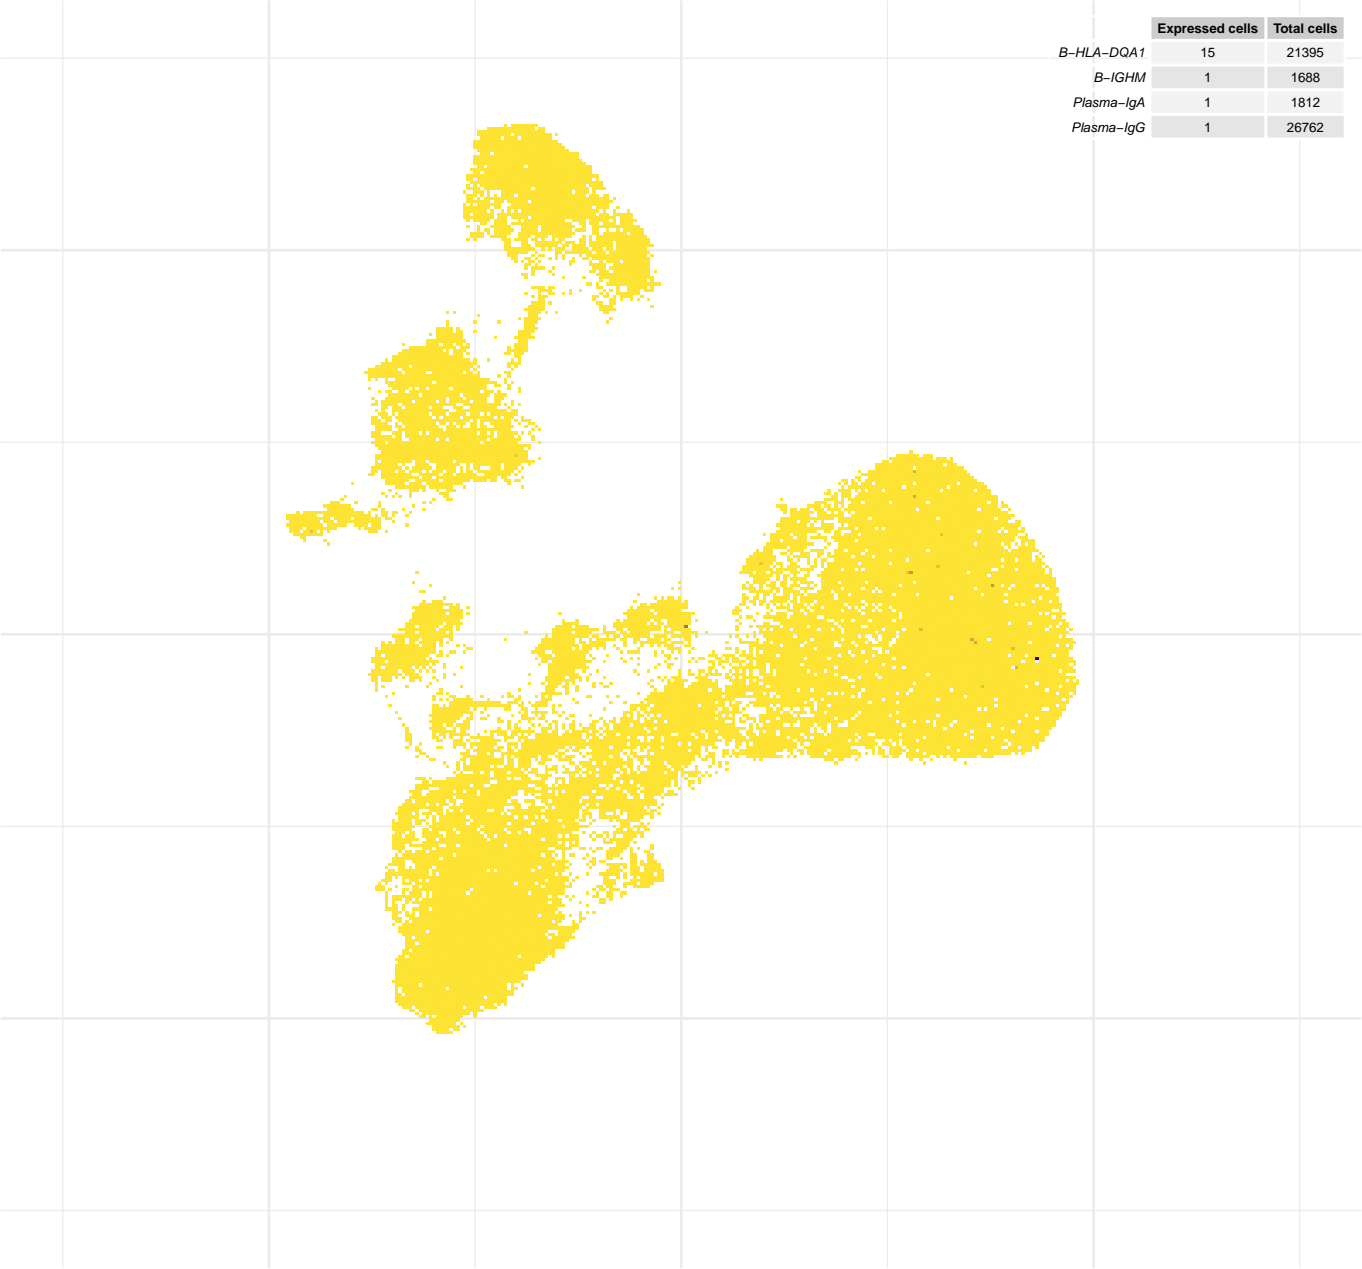 Expressed cells Total cells
B−HLA−DQA1 15 21395
B−IGHM 1 1688
Plasma−IgA 1 1812
Plasma−IgG 1 26762